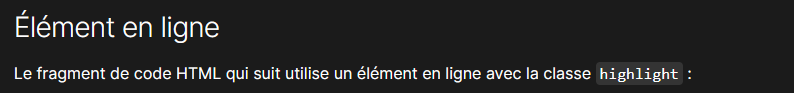 Élément en ligne
Le fragment de code HTML qui suit utilise un élément en ligne avec la classe highlight :